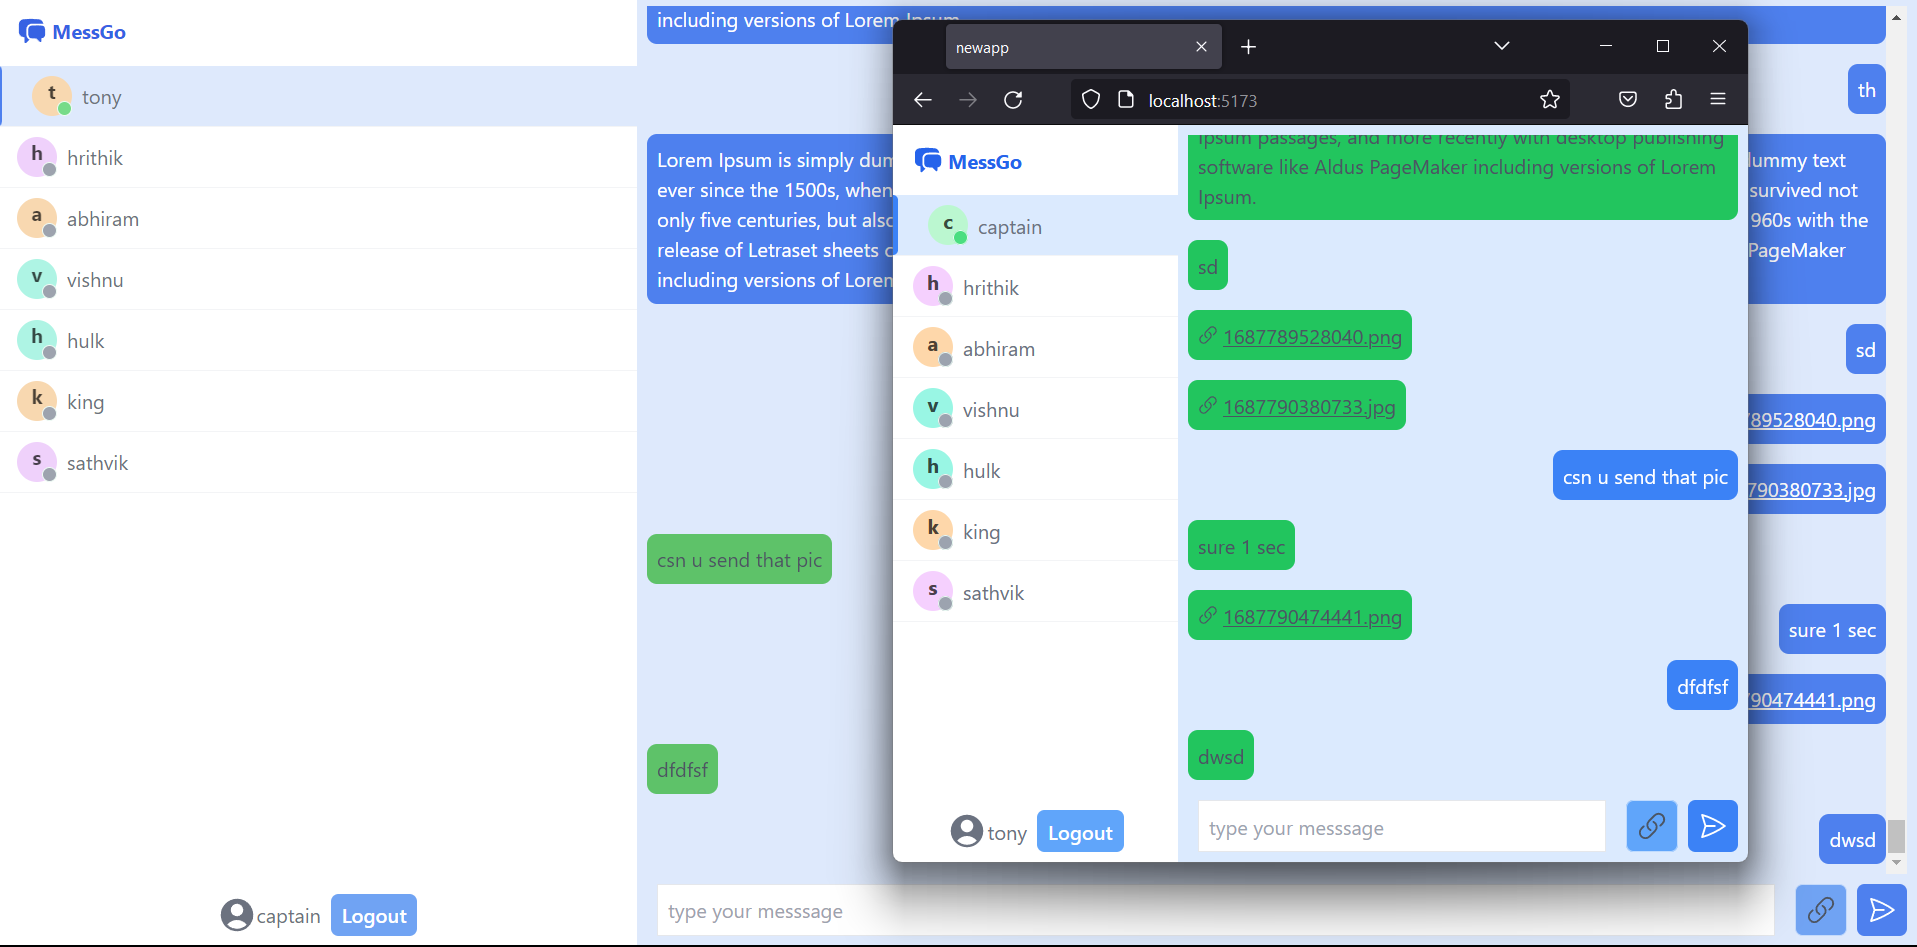 MessGo
t
tony
h
hrithik
a
abhiram
v
vishnu
h
hulk
k
king
s
sathvik
captain
Logout
including versions of Lorem Ipsum
th
Lorem Ipsum is simply dum
ummy text
ever since the 1500s, when
survived not
only five centuries, but also
960s with the
release of Letraset sheets c
PageMaker
including versions of Lorem
sd
89528040.png
790380733.jpg
csn u send that pic
sure 1 sec
90474441.png
dfdfsf
dwsd
type your messsage
newapp
localhost:5173
MessGo
c
captain
h
hrithik
a
abhiram
v
vishnu
h
hulk
k
king
s
sathvik
tony
Logout
Ipsum passages, and more recently with desktop publishing
software like Aldus PageMaker including versions of Lorem
Ipsum.
sd
1687789528040.png
1687790380733.jpg
csn u send that pic
sure 1 sec
1687790474441.png
dfdfsf
dwsd
type your messsage